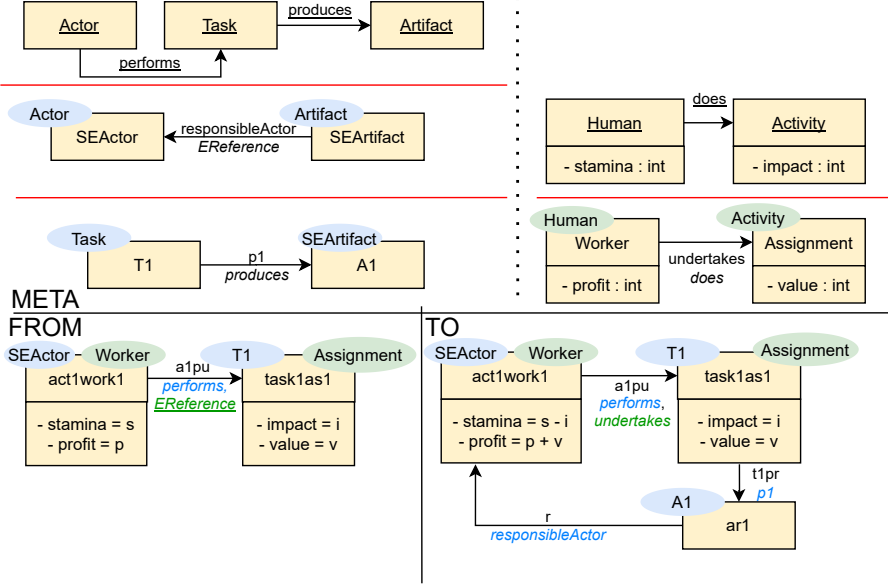 Actor
Task
produces
Artifact
performs
Actor
SEActor
responsibleActor
EReference
Artifact
SEArtifact
Human
- stamina : int
does
Activity
- impact : int
Task
T1
p1
produces
SEArtifact
A1
Human
Worker
- profit : int
undertakes
does
Activity
Assignment
- value : int
META
FROM
SEActor
Worker
act1work1
- stamina = s
- profit = p
a1pu
performs,
EReference
T1
Assignment
task1as1
- impact = i
- value = v
TO
SEActor
Worker
act1work1
- stamina = s - i
- profit = p + v
a1pu
performs,
undertakes
T1
Assignment
task1as1
- impact = i
- value = v
t1pr
p1
A1
ar1
r
responsibleActor